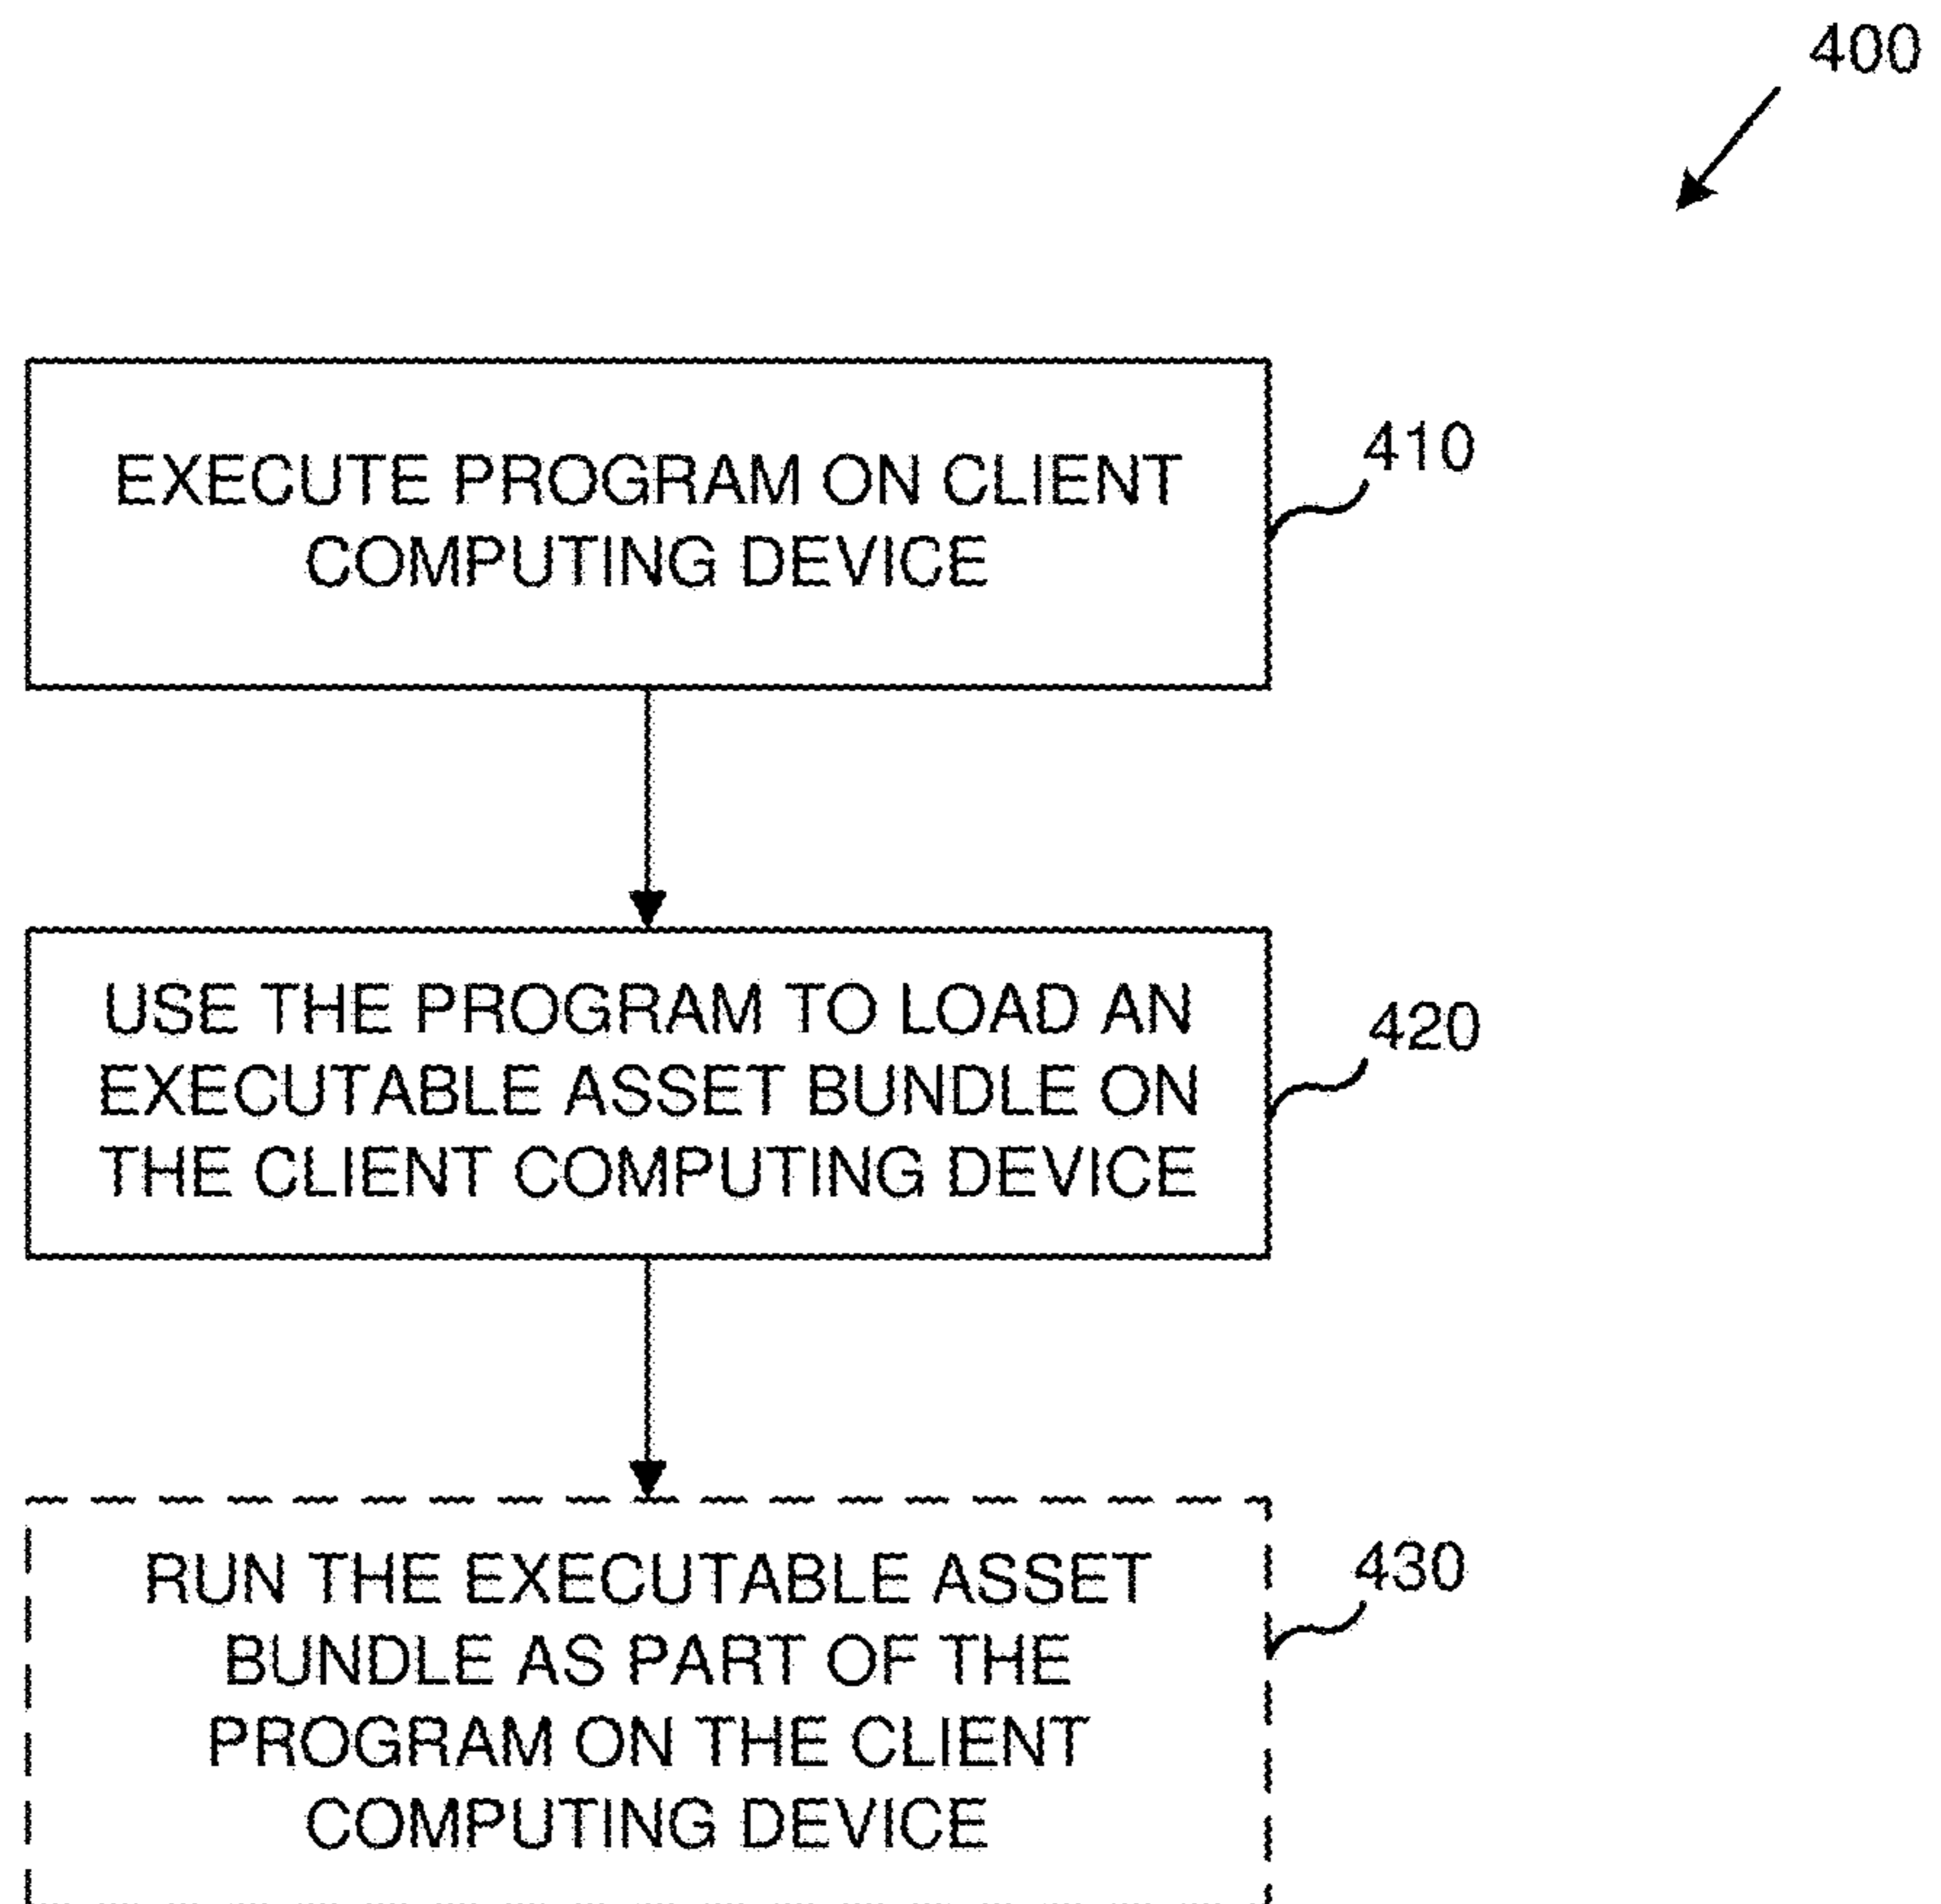 400
EXECUTE PROGRAM ON CLIENT
COMPUTING DEVICE
410
USE THE PROGRAM TO LOAD AN
EXECUTABLE ASSET BUNDLE ON
THE CLIENT COMPUTING DEVICE
420
RUN THE EXECUTABLE ASSET
BUNDLE AS PART OF THE
PROGRAM ON THE CLIENT
COMPUTING DEVICE
430